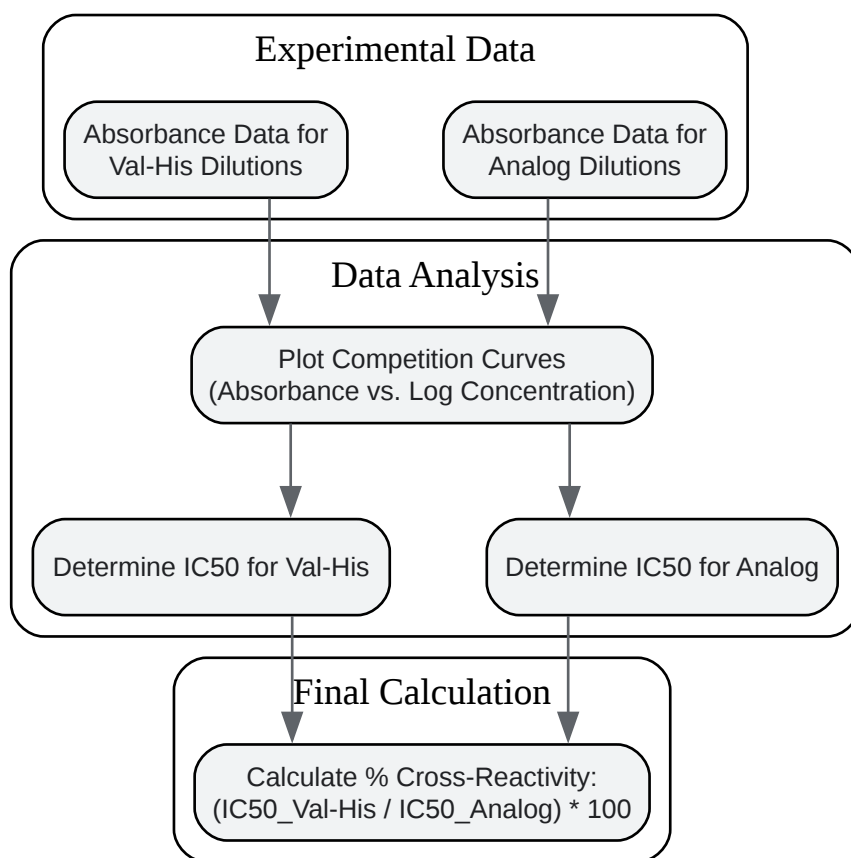 Experimental Data
Absorbance Data for
Val-His Dilutions
Absorbance Data for
Analog Dilutions
Data Analysis
Plot Competition Curves
(Absorbance vs. Log Concentration)
Determine IC50 for Val-His
Determine IC50 for Analog
Final Calculation
Calculate % Cross-Reactivity:
(IC50_Val-His / IC50_Analog) * 100